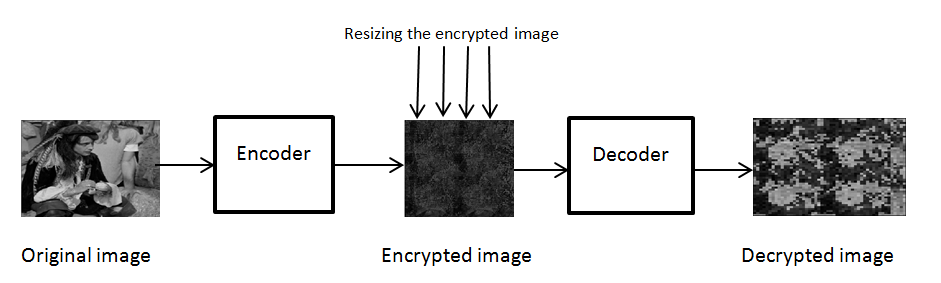 Resizing the encrypted image
Encoder
Decoder
Original image
Encrypted image
Decrypted image